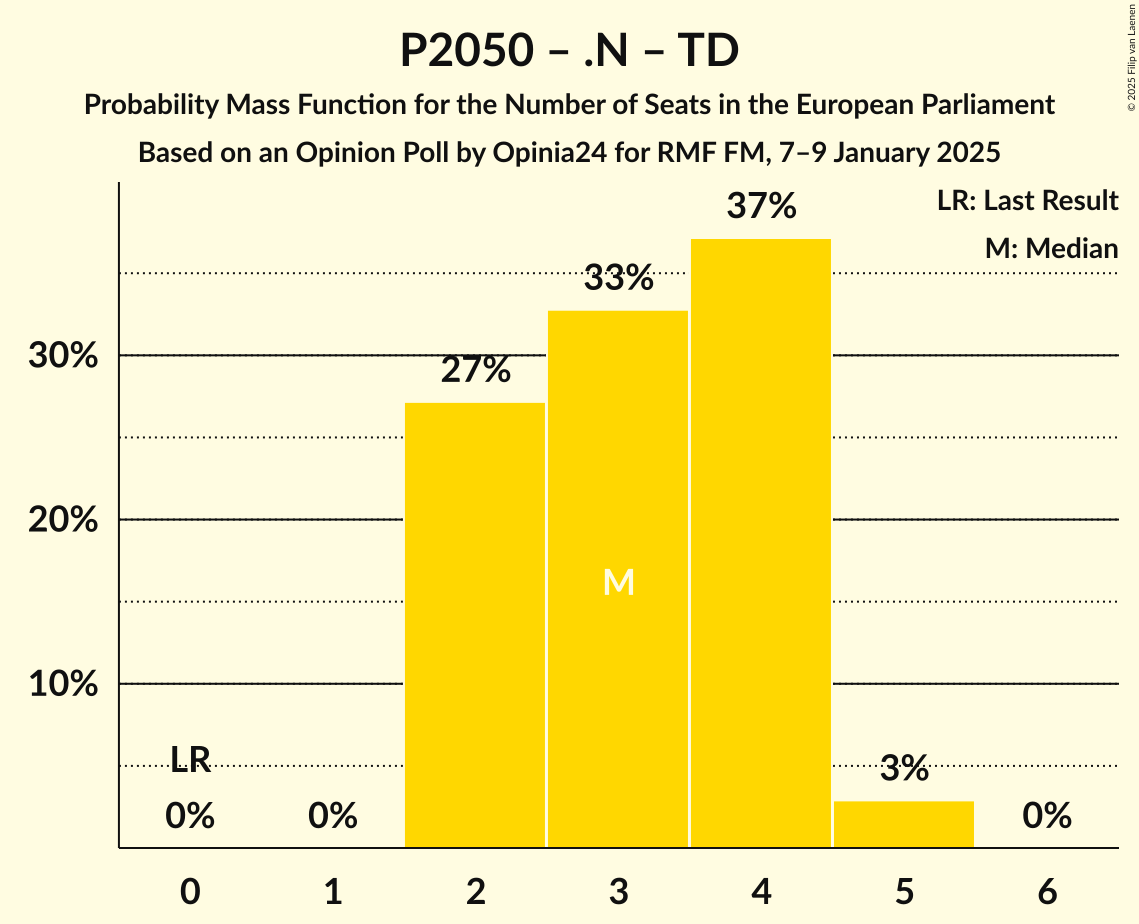 P2050 – .N – TD
Probability Mass Function for the Number of Seats in the European Parliament
Based on an Opinion Poll by Opinia24 for RMF FM, 7–9 January 2025
© 2025 Filip van Laenen
LR: Last Result
M: Median
37%
33%
30%
27%
20%
M
10%
LR
3%
0%
0%
0%
0
1
2
3
4
5
6